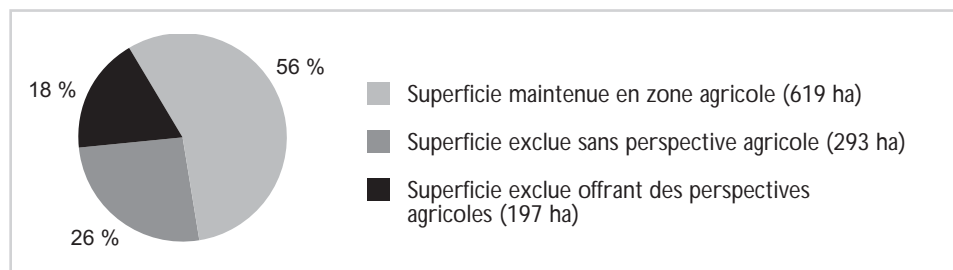 56 %
18 %
26 %
Superficie maintenue en zone agricole (619 ha)
Superficie exclue sans perspective agricole (293 ha)
Superficie exclue offrant des perspectives
agricoles (197 ha)